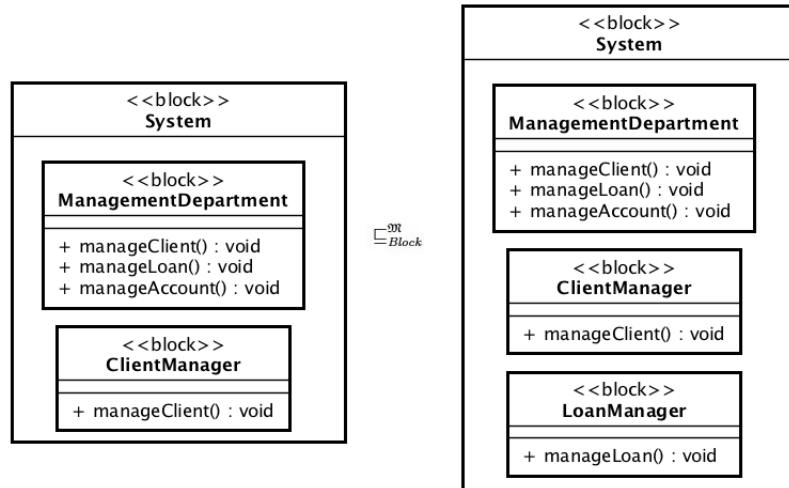 <<block>>
System
<<block>>
ManagementDepartment
+ manageClient() : void
+ manageLoan() : void
+ manageAccount() : void
<<block>>
ClientManager
+ manageClient() : void
⊑𝔐Block
<<block>>
System
<<block>>
ManagementDepartment
+ manageClient() : void
+ manageLoan() : void
+ manageAccount() : void
<<block>>
ClientManager
+ manageClient() : void
<<block>>
LoanManager
+ manageLoan() : void